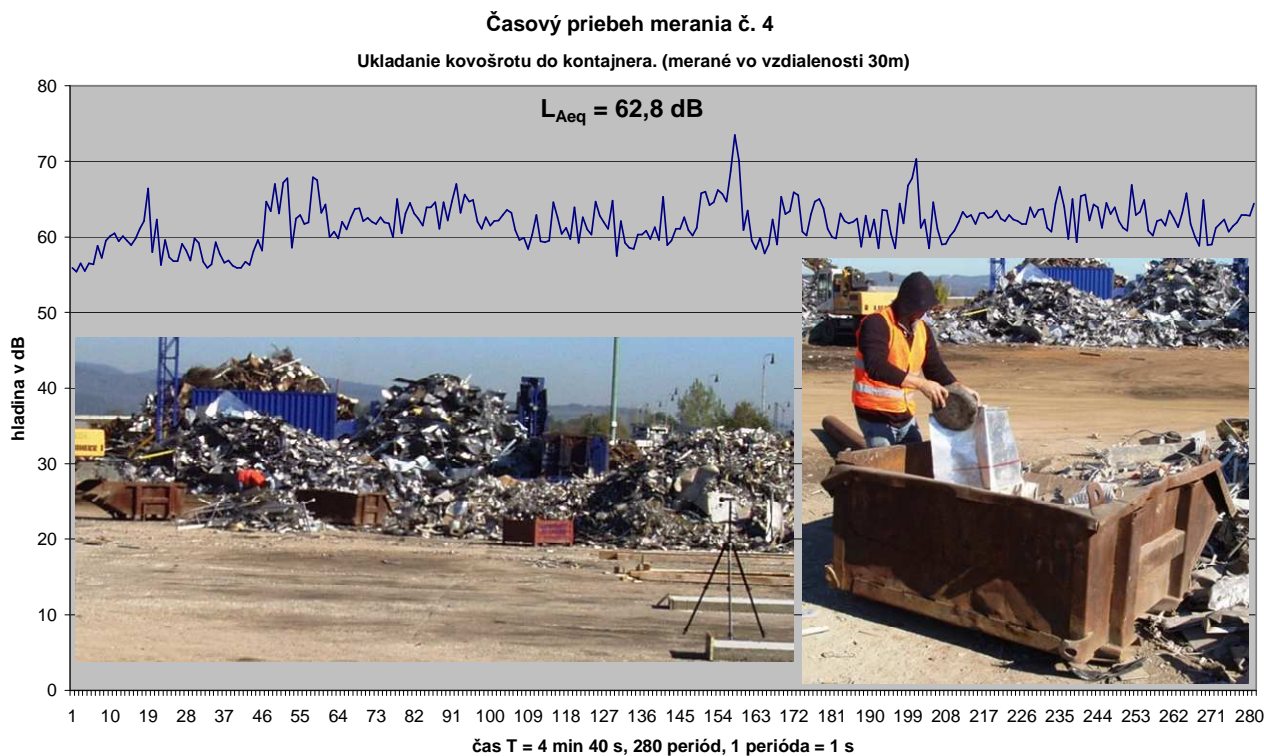 Časový priebeh merania č. 4
Ukladanie kovošrotu do kontajnera. (merané vo vzdialenosti 30m)
L_Aeq = 62,8 dB
hladina v dB
80
70
60
50
40
30
20
10
0
1 10 19 28 37 46 55 64 73 82 91 100 109 118 127 136 145 154 163 172 181 190 199 208 217 226 235 244 253 262 271 280
čas T = 4 min 40 s, 280 periód, 1 perióda = 1 s